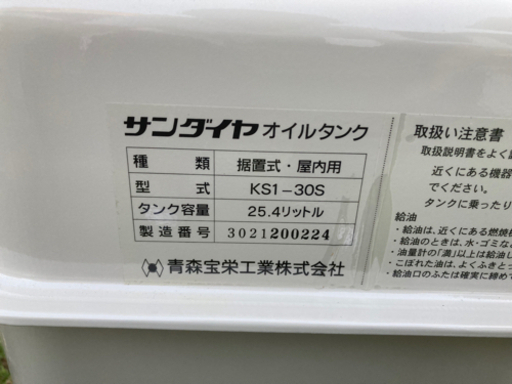 サンダイヤ オイルタンク
種 類 据置式・屋内用
型 式 KS1-30S
タンク容量 25.4リットル
製造番号 3021200224
青森宝栄工業株式会社
取扱い注意書
取扱説明書をよく
近くにある機器
でください。
タンクに乗ったり
給油
・給油は、近くにある燃焼
・給油のときは、水・ゴミな
・油量計の「満」以上は給油し
・こぼれた油は、よくふきとっ
・給油口のふたは確実に締めて